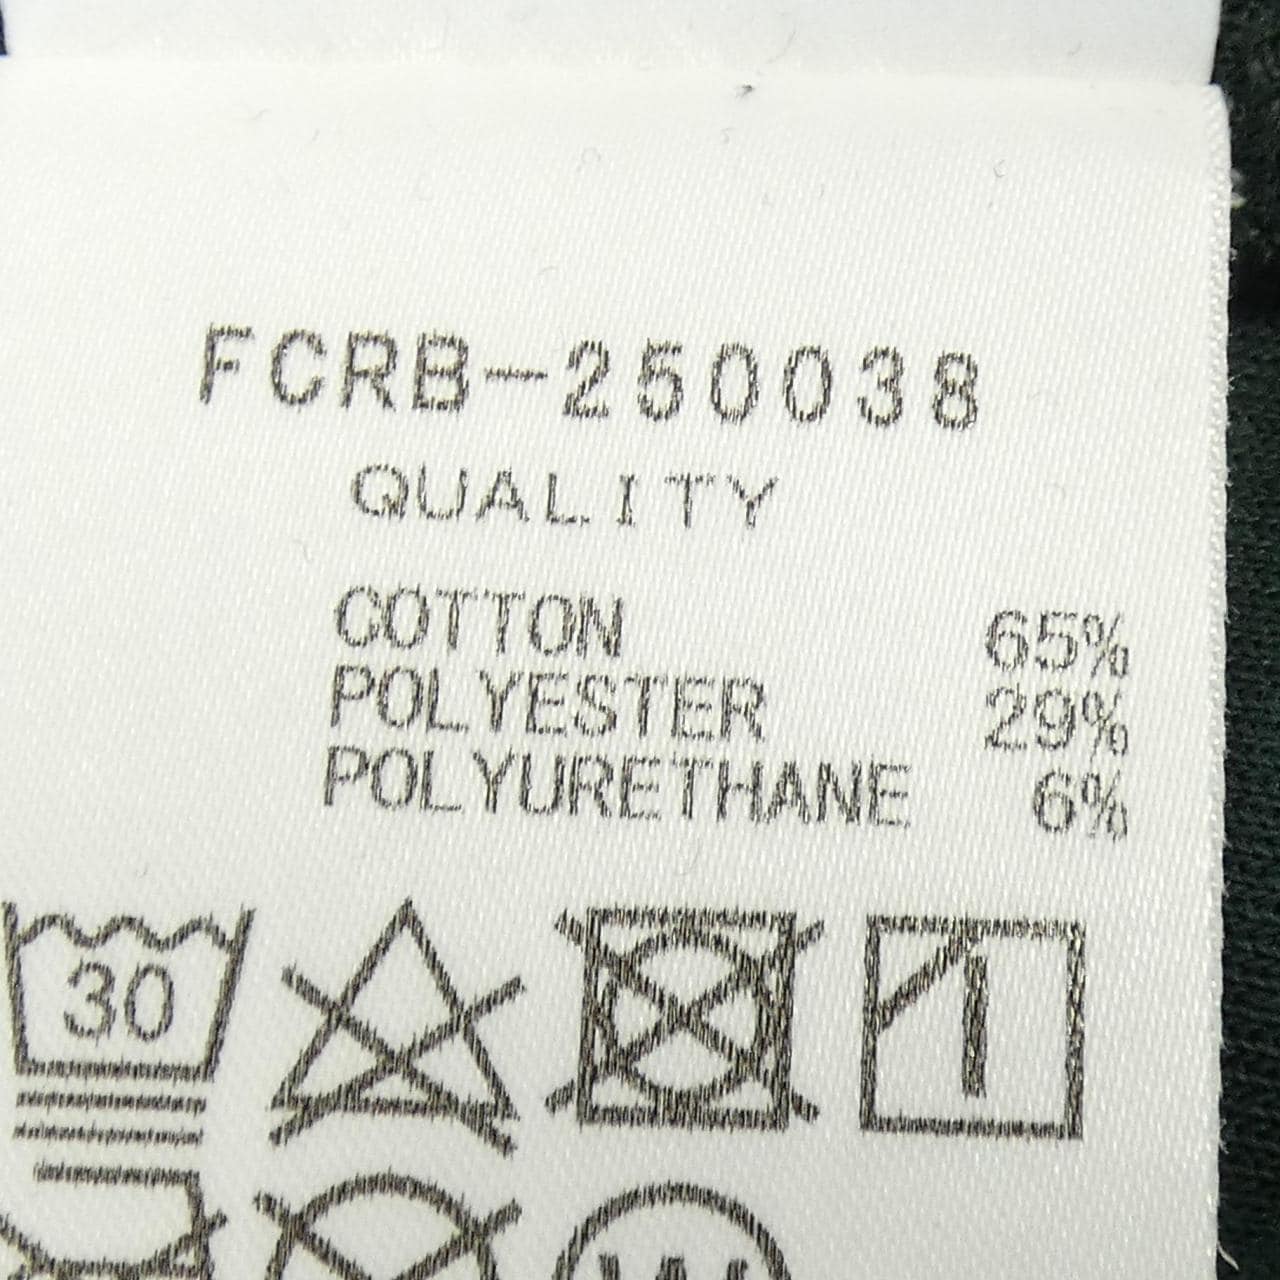 FCRB-250038
QUALITY
COTTON 65%
POLYESTER 29%
POLYURETHANE 6%
30
W